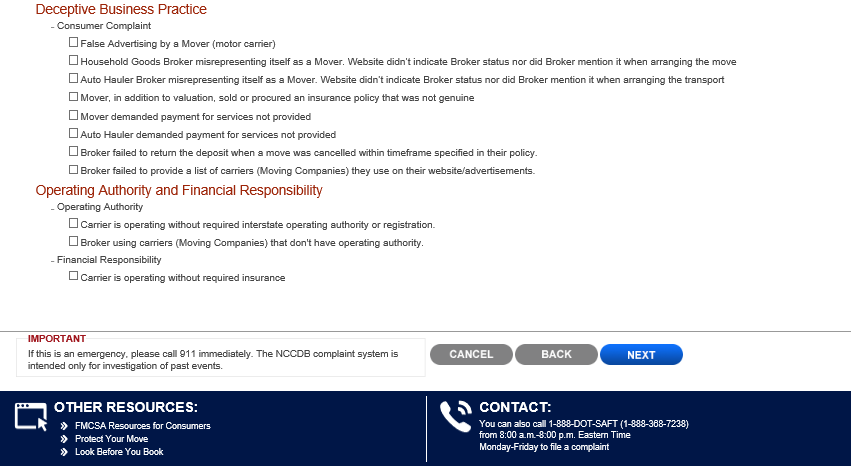 Deceptive Business Practice
- Consumer Complaint
False Advertising by a Mover (motor carrier)
Household Goods Broker misrepresenting itself as a Mover. Website didn't indicate Broker status nor did Broker mention it when arranging the move
Auto Hauler Broker misrepresenting itself as a Mover. Website didn't indicate Broker status nor did Broker mention it when arranging the transport
Mover, in addition to valuation, sold or procured an insurance policy that was not genuine
Mover demanded payment for services not provided
Auto Hauler demanded payment for services not provided
Broker failed to return the deposit when a move was cancelled within timeframe specified in their policy.
Broker failed to provide a list of carriers (Moving Companies) they use on their website/advertisements.
Operating Authority and Financial Responsibility
- Operating Authority
Carrier is operating without required interstate operating authority or registration.
Broker using carriers (Moving Companies) that don't have operating authority.
- Financial Responsibility
Carrier is operating without required insurance
IMPORTANT
If this is an emergency, please call 911 immediately. The NCCDB complaint system is
intended only for investigation of past events.
CANCEL BACK NEXT
OTHER RESOURCES:
FMCSA Resources for Consumers
Protect Your Move
Look Before You Book
CONTACT:
You can also call 1-888-DOT-SAFT (1-888-368-7238)
from 8:00 a.m.-8:00 p.m. Eastern Time
Monday-Friday to file a complaint